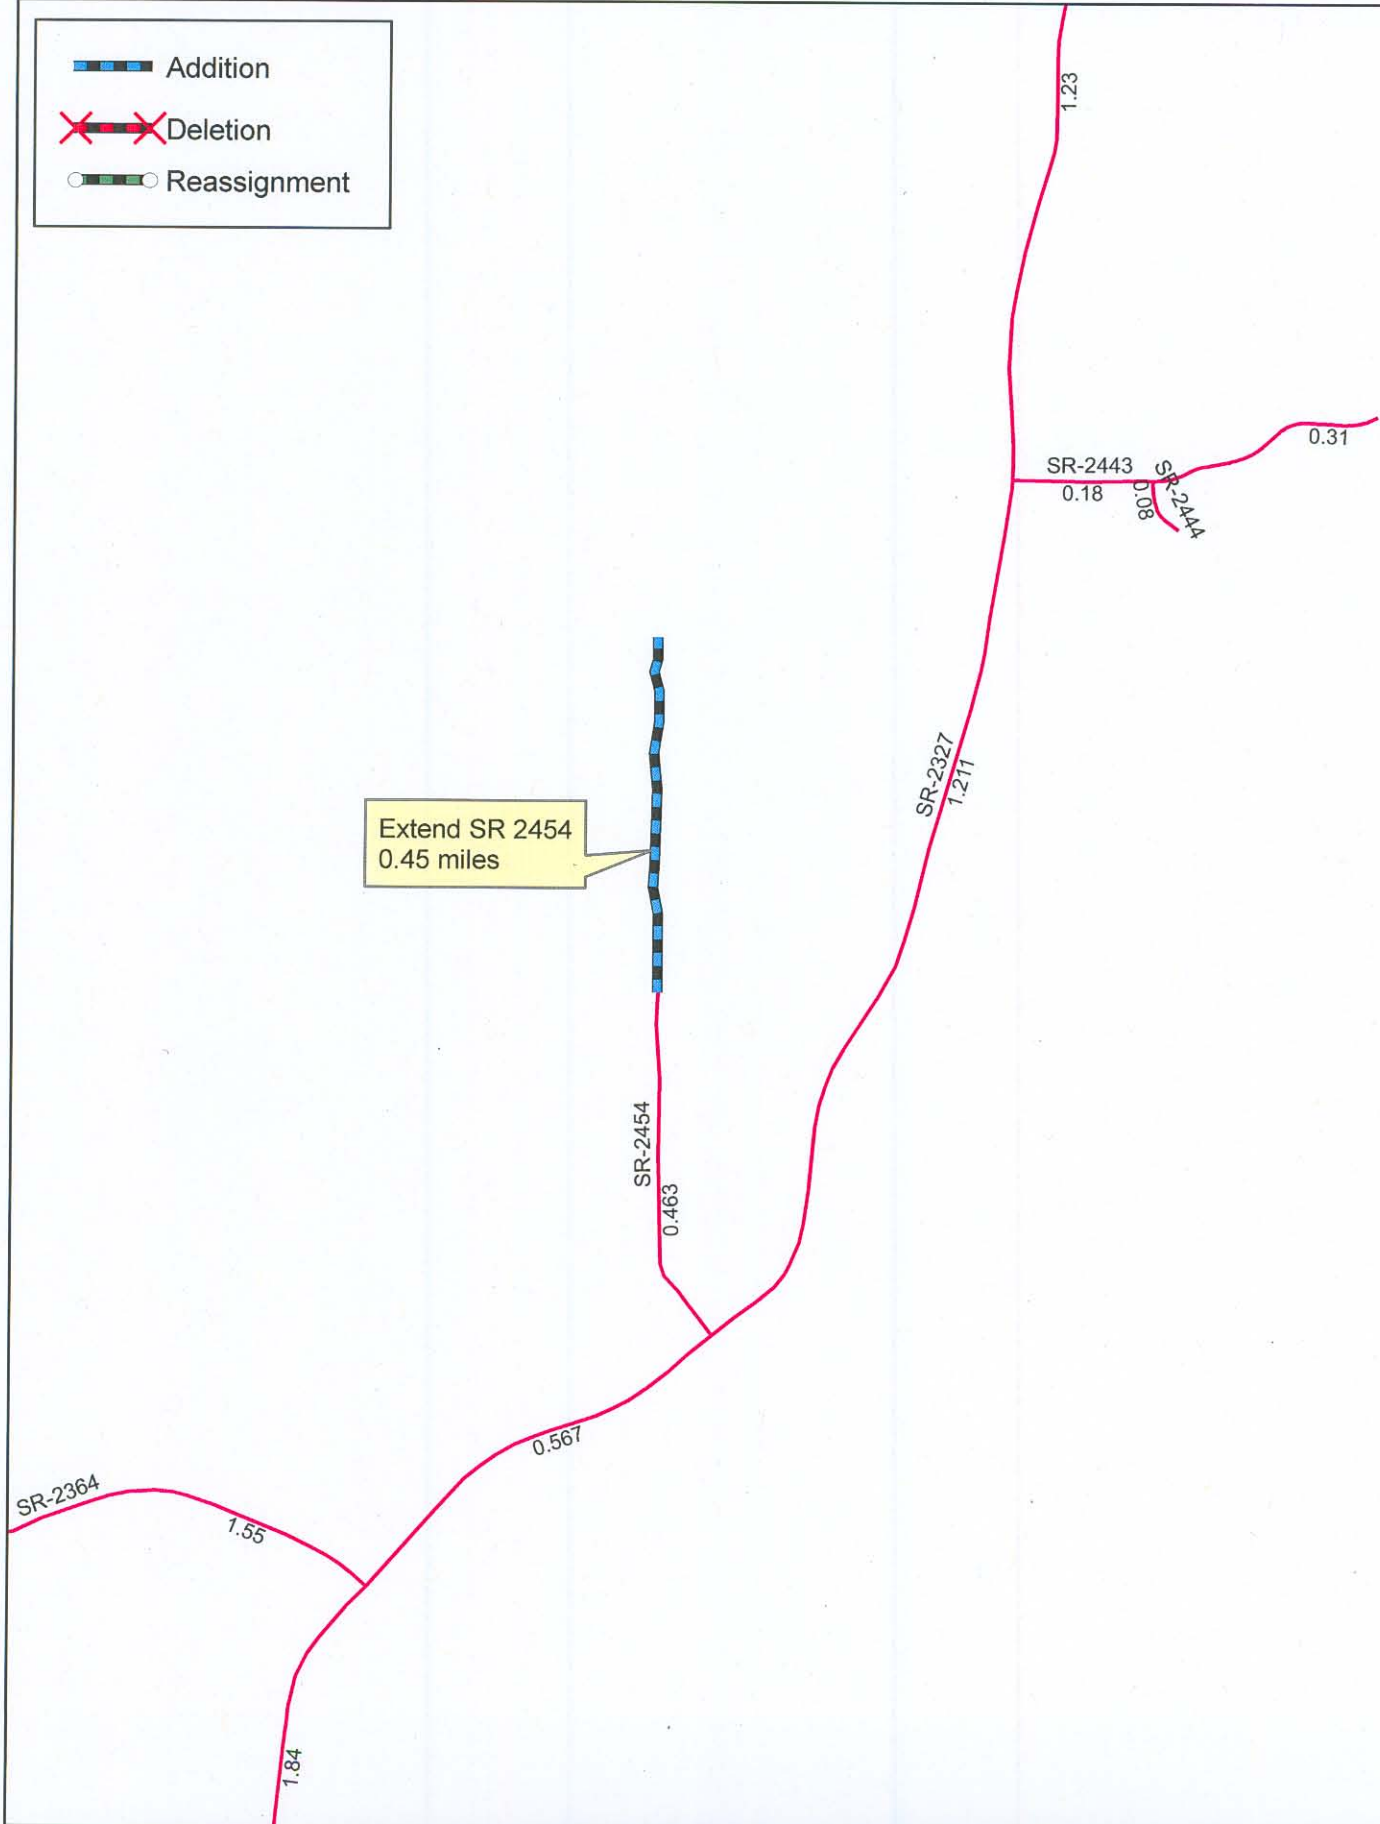 Addition
Deletion
Reassignment
1.23
0.31
SR-2443
0.18
0.08
SR-2444
SR-2327
1.211
Extend SR 2454
0.45 miles
SR-2454
0.463
0.567
SR-2364
1.55
1.84